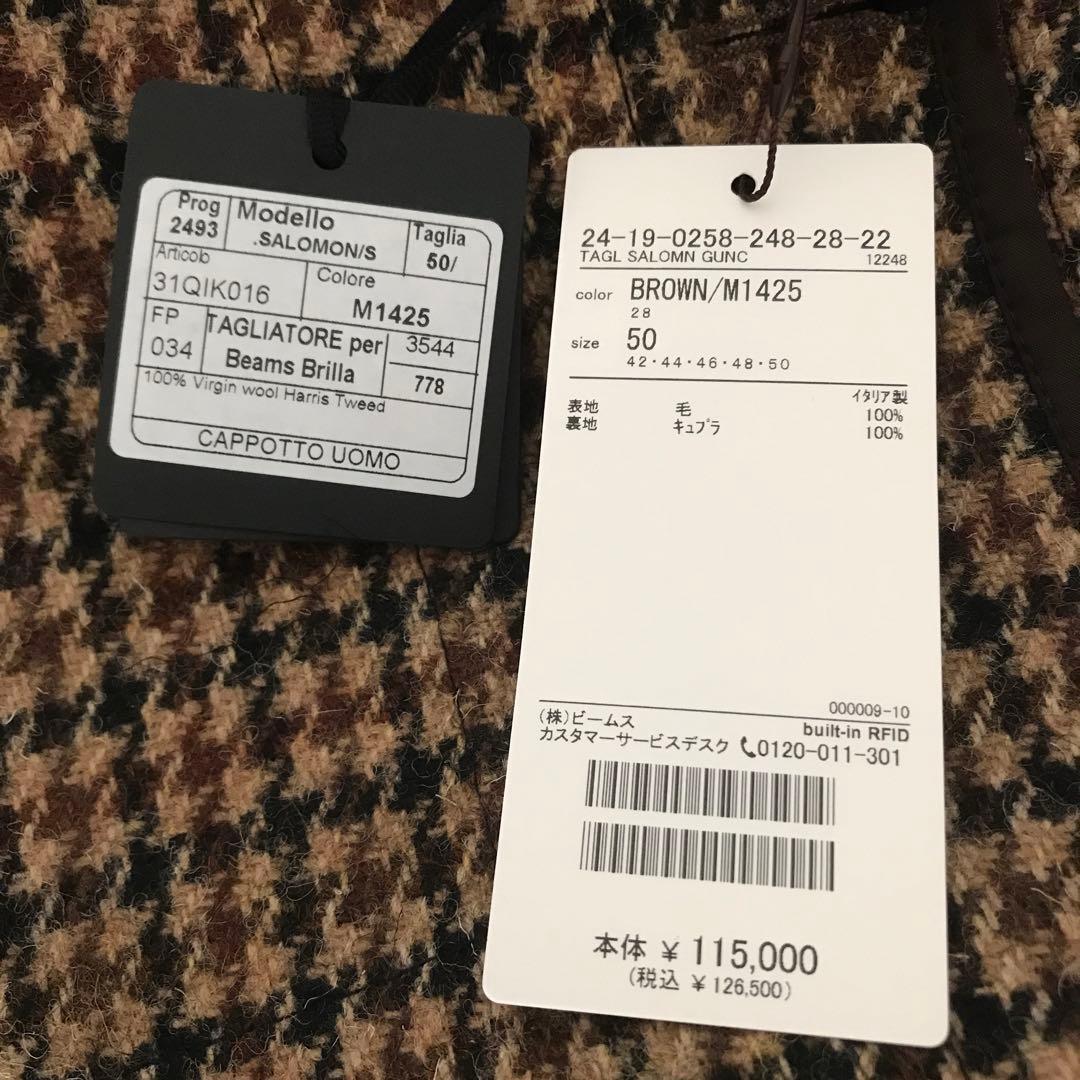 Prog
2493
Modello
.SALOMON/S
Taglia
50/
Articolo
31QIK016
Colore
M1425
FP
034
TAGLIATORE per
Beams Brilla
3544
778
100% Virgin wool Harris Tweed
CAPPOTTO UOMO
24-19-0258-248-28-22
TAGL SALOMN GUNC 12248
color BROWN/M1425
28
size 50
42・44・46・48・50
イタリア製
表地 毛 100%
裏地 キュプラ 100%
000009-10
(株)ビームス built-in RFID
カスタマーサービスデスク 0120-011-301
本体 ¥ 115,000
(税込 ¥ 126,500)